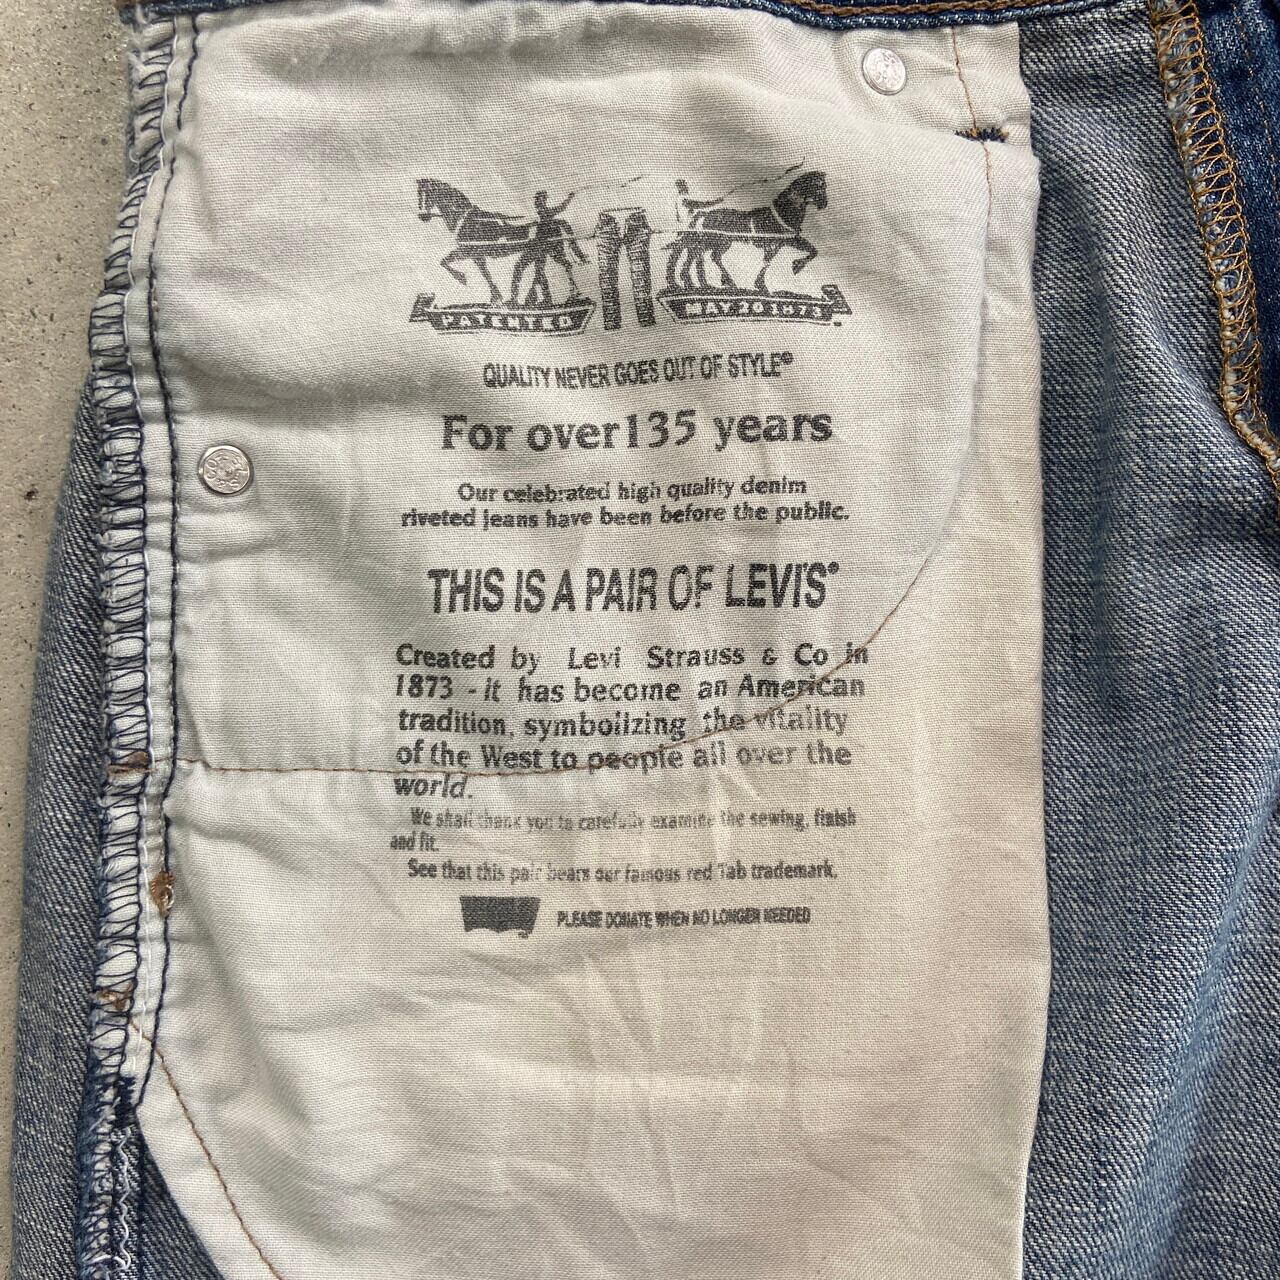 PATENTED MAY 20 1873 ™
QUALITY NEVER GOES OUT OF STYLE®
For over 135 years
Our celebrated high quality denim
riveted jeans have been before the public.
THIS IS A PAIR OF LEVI'S®
Created by Levi Strauss & Co in
1873 - it has become an American
tradition, symbolizing the vitality
of the West to people all over the
world.
We shall thank you to carefully examine the sewing, finish
and fit.
See that this pair bears our famous red Tab trademark.
PLEASE DONATE WHEN NO LONGER NEEDED